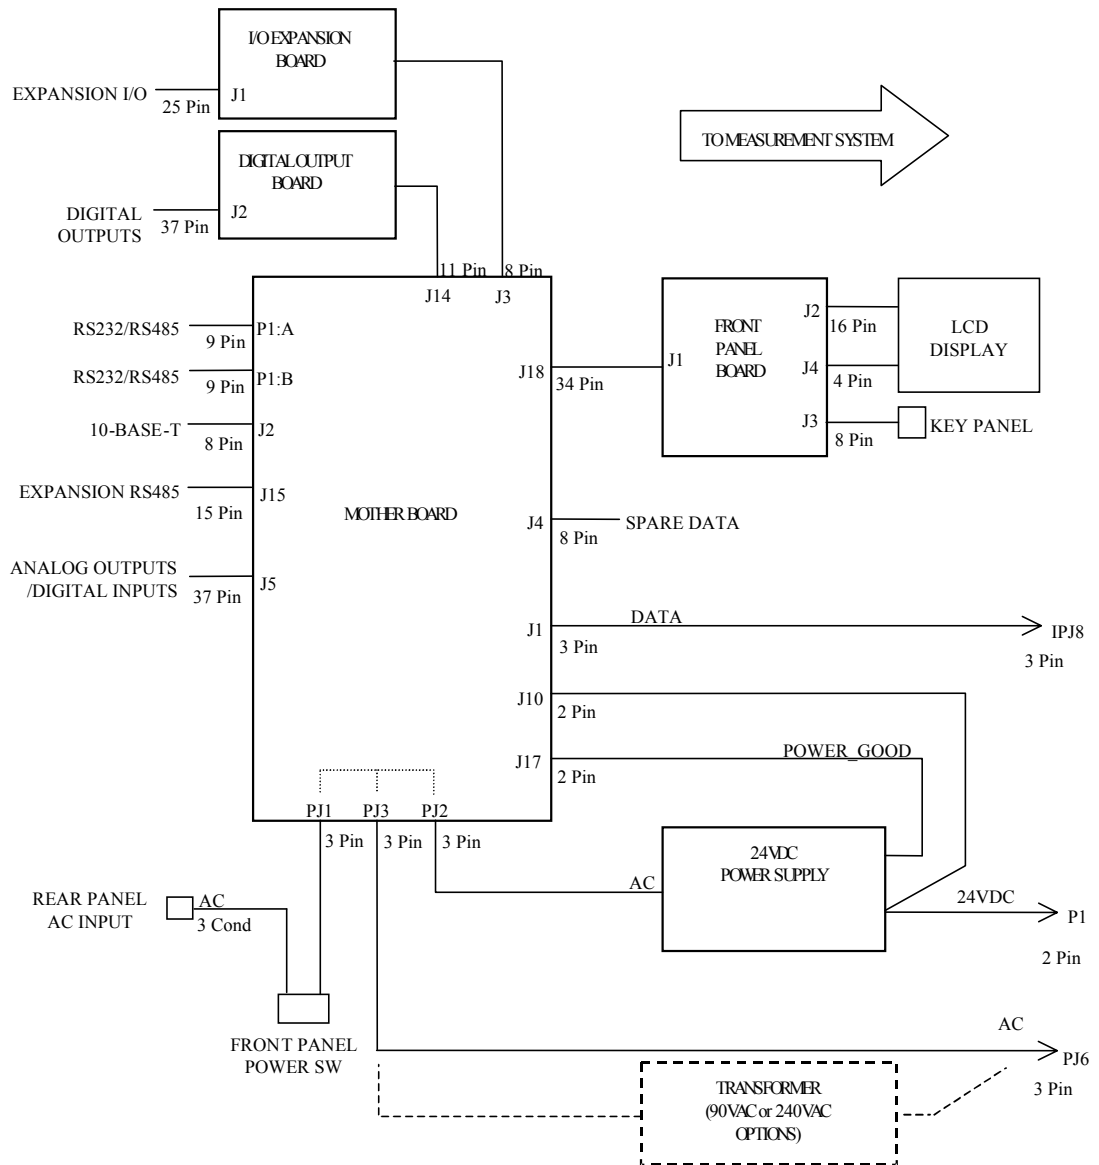 I/O EXPANSION
BOARD
EXPANSION I/O
J1
25 Pin
TO MEASUREMENT SYSTEM
DIGITAL OUTPUT
BOARD
DIGITAL
OUTPUTS
J2
37 Pin
11 Pin
8 Pin
J14
J3
RS232/RS485
P1:A
9 Pin
RS232/RS485
P1:B
9 Pin
10-BASE-T
J2
8 Pin
EXPANSION RS485
J15
15 Pin
ANALOG OUTPUTS
/DIGITAL INPUTS
J5
37 Pin
MOTHER BOARD
J18
34 Pin
J1
FRONT
PANEL
BOARD
J2
16 Pin
J4
4 Pin
J3
8 Pin
LCD
DISPLAY
KEY PANEL
J4
8 Pin
SPARE DATA
J1
3 Pin
DATA
IPJ8
3 Pin
J10
2 Pin
J17
2 Pin
POWER_GOOD
PJ1
PJ3
PJ2
3 Pin
3 Pin
3 Pin
24VDC
POWER SUPPLY
AC
24VDC
P1
2 Pin
REAR PANEL
AC INPUT
AC
3 Cond
FRONT PANEL
POWER SW
AC
PJ6
3 Pin
TRANSFORMER
(90VAC or 240VAC
OPTIONS)